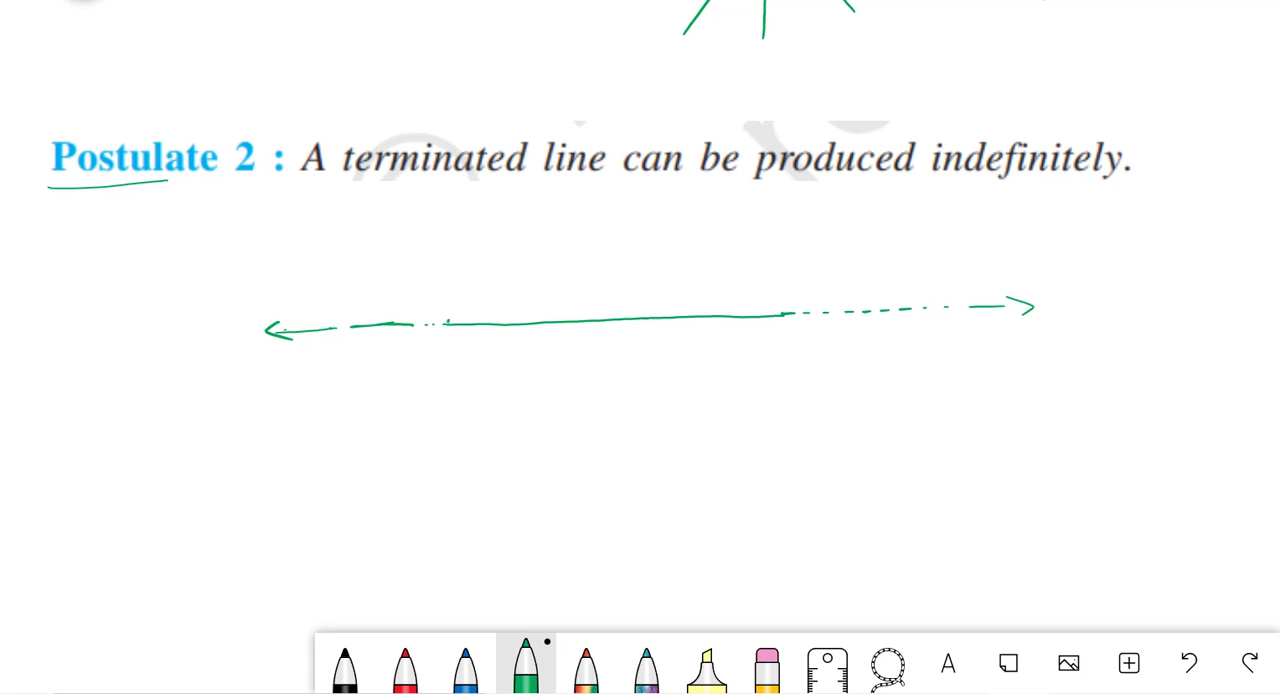 Postulate 2 : A terminated line can be produced indefinitely.
A